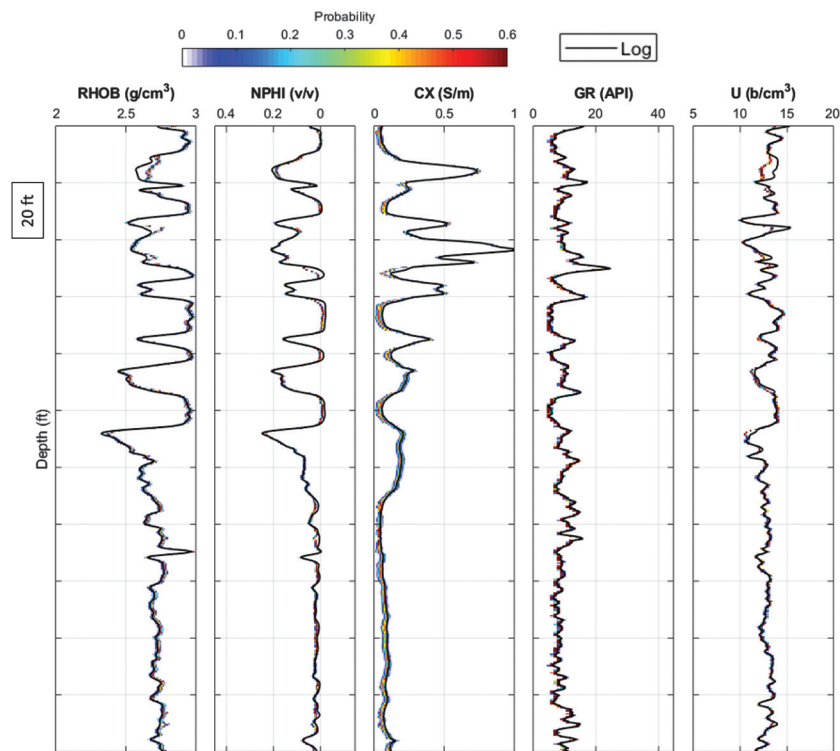 Probability
0 0.1 0.2 0.3 0.4 0.5 0.6
Log
RHOB (g/cm³) NPHI (v/v) CX (S/m) GR (API) U (b/cm³)
2 2.5 3 0.4 0.2 0 0 0.5 1 0 20 40 5 10 15 20
20 ft
Depth (ft)